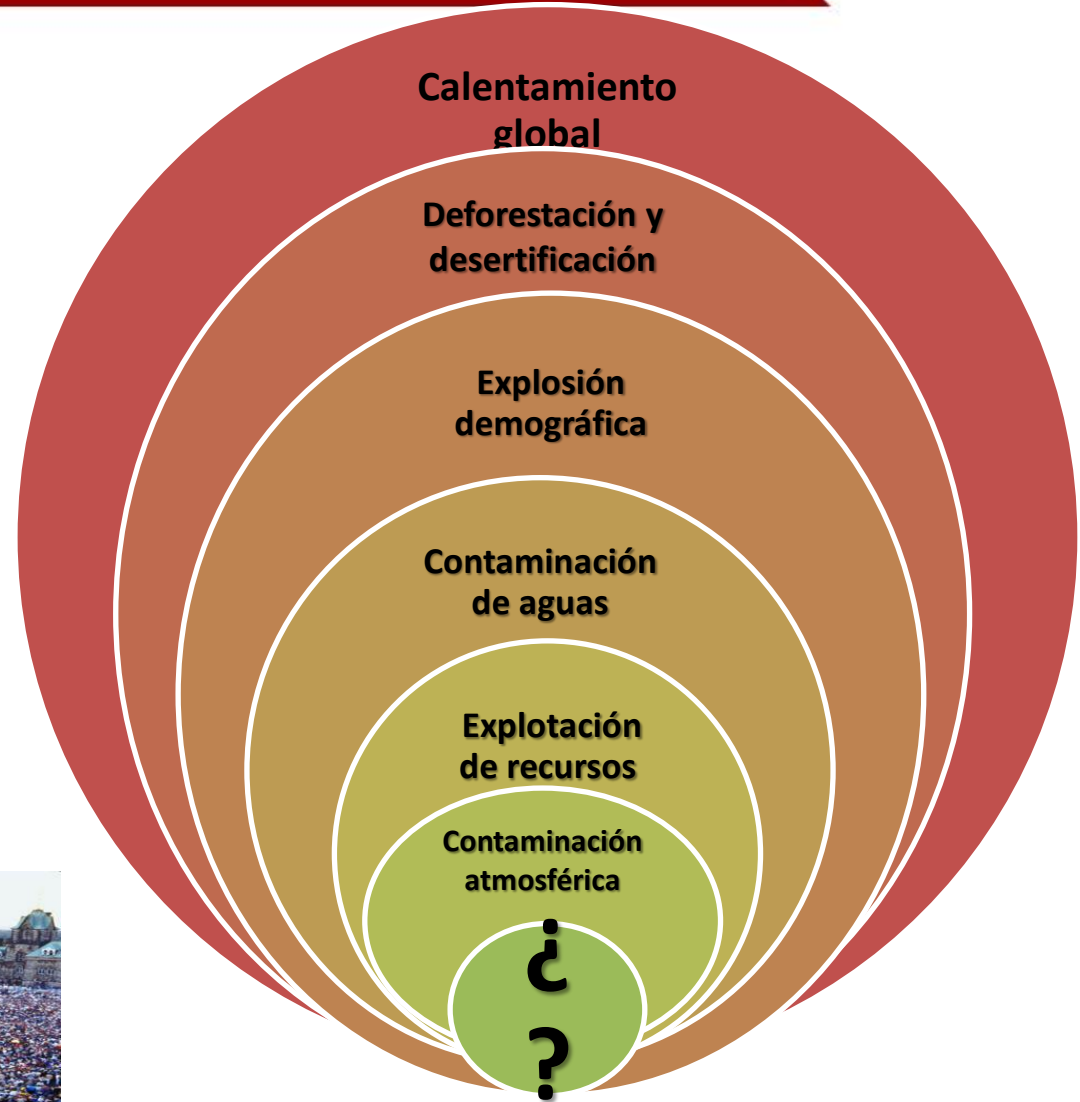 Calentamiento
global
Deforestación y
desertificación
Explosión
demográfica
Contaminación
de aguas
Explotación
de recursos
Contaminación
atmosférica
¿
?